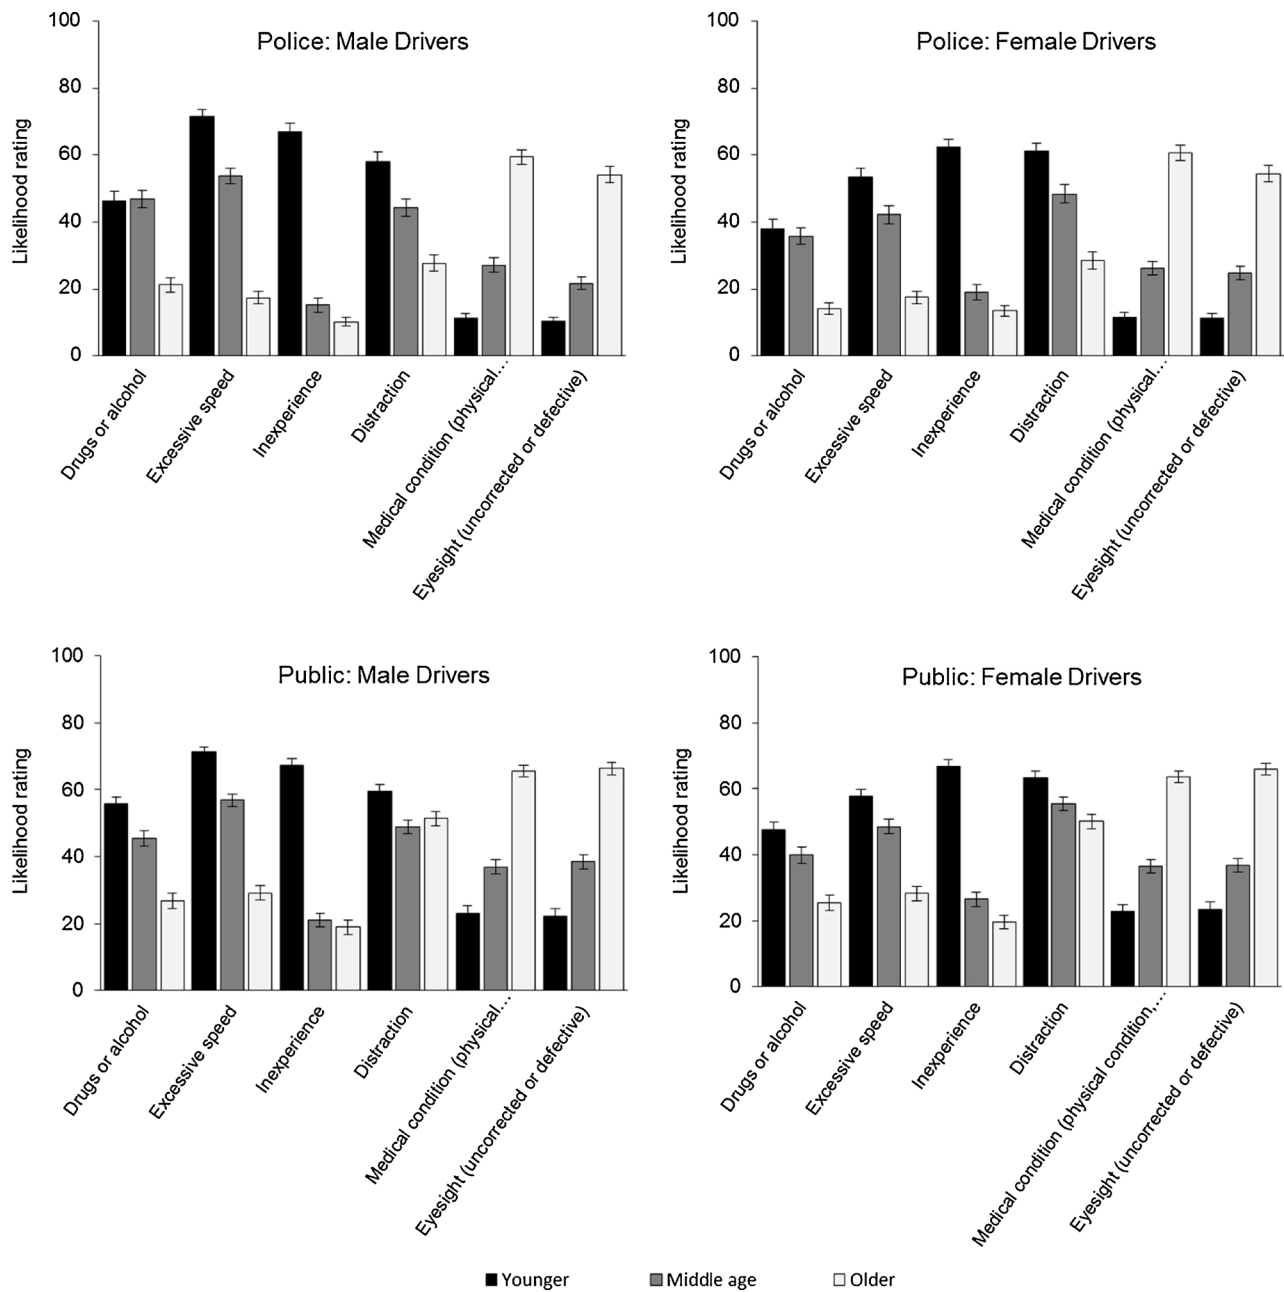 Police: Male Drivers
Likelihood rating
100
80
60
40
20
0
Drugs or alcohol
Excessive speed
Inexperience
Distraction
Medical condition (physical...
Eyesight (uncorrected or defective)
Police: Female Drivers
Likelihood rating
100
80
60
40
20
0
Drugs or alcohol
Excessive speed
Inexperience
Distraction
Medical condition (physical...
Eyesight (uncorrected or defective)
Public: Male Drivers
Likelihood rating
100
80
60
40
20
0
Drugs or alcohol
Excessive speed
Inexperience
Distraction
Medical condition (physical...
Eyesight (uncorrected or defective)
Public: Female Drivers
Likelihood rating
100
80
60
40
20
0
Drugs or alcohol
Excessive speed
Inexperience
Distraction
Medical condition (physical condition,...
Eyesight (uncorrected or defective)
Younger
Middle age
Older